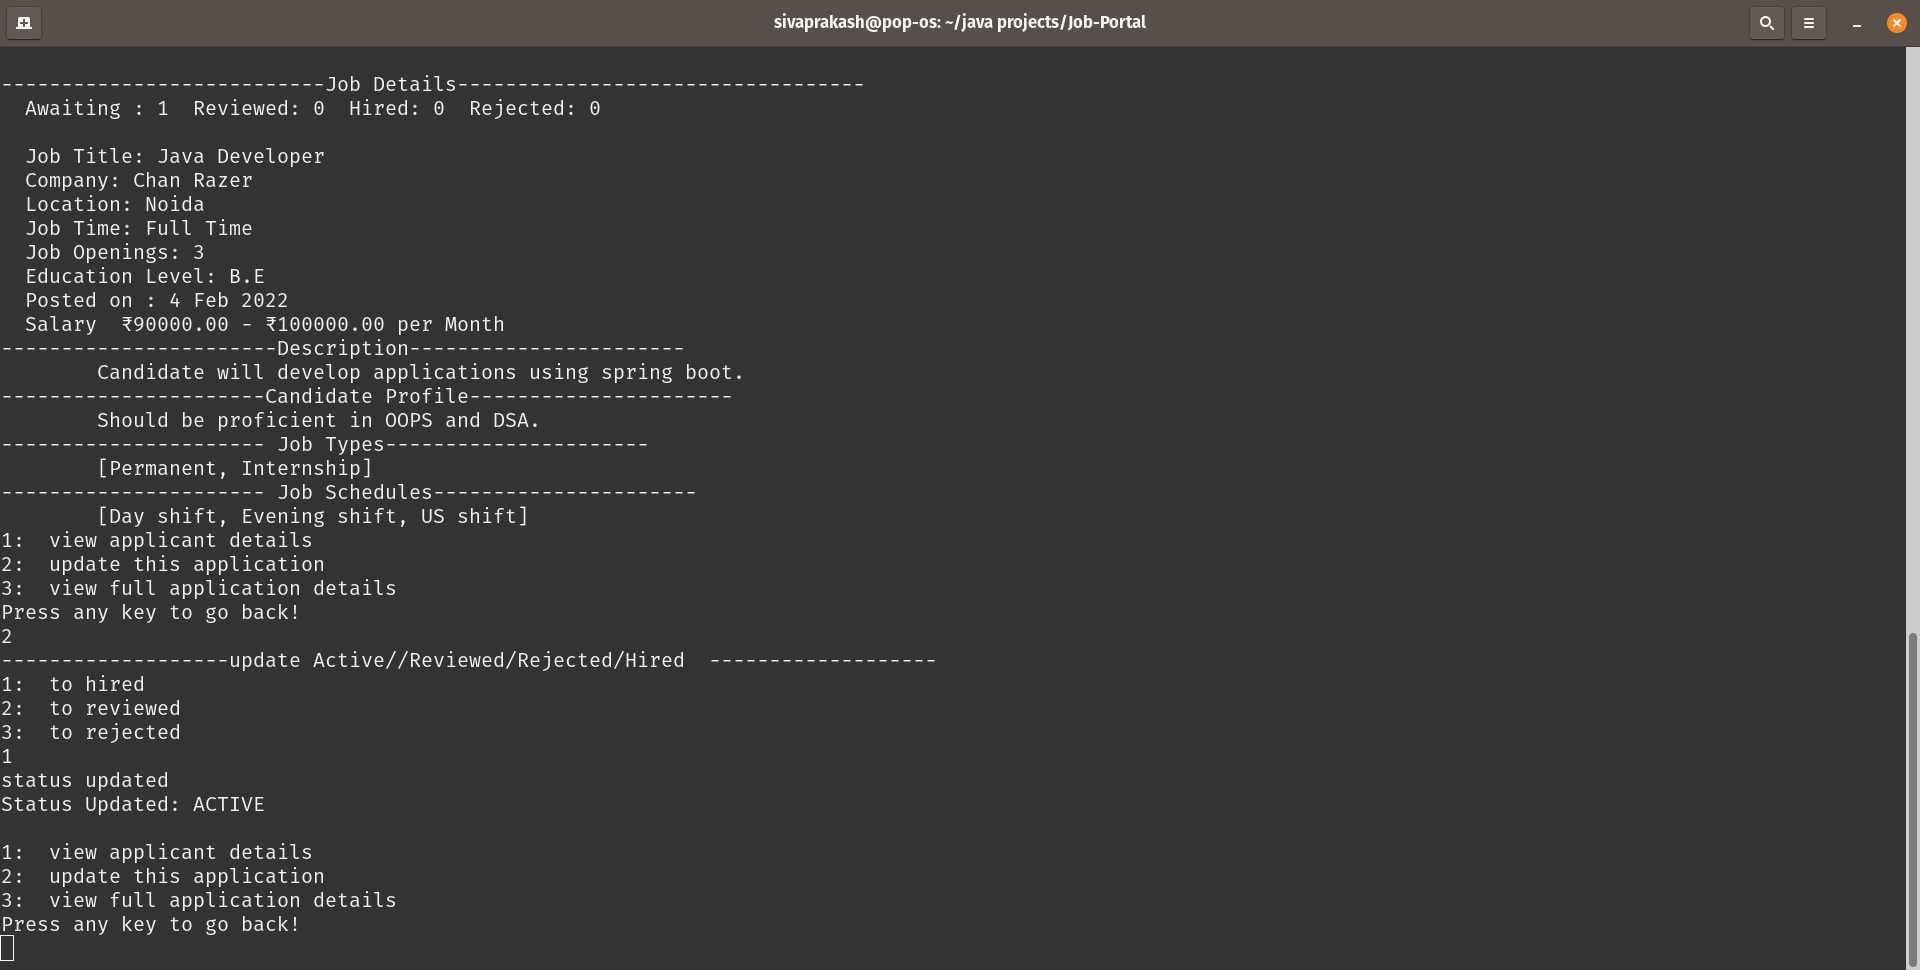 sivaprakash@pop-os: ~/java projects/Job-Portal
---------------------------Job Details----------------------------------
  Awaiting : 1  Reviewed: 0  Hired: 0  Rejected: 0
  Job Title: Java Developer
  Company: Chan Razer
  Location: Noida
  Job Time: Full Time
  Job Openings: 3
  Education Level: B.E
  Posted on : 4 Feb 2022
  Salary  ₹90000.00 - ₹100000.00 per Month
-----------------------Description-----------------------
        Candidate will develop applications using spring boot.
----------------------Candidate Profile----------------------
        Should be proficient in OOPS and DSA.
---------------------- Job Types----------------------
        [Permanent, Internship]
---------------------- Job Schedules----------------------
        [Day shift, Evening shift, US shift]
1:  view applicant details
2:  update this application
3:  view full application details
Press any key to go back!
2
-------------------update Active//Reviewed/Rejected/Hired  -------------------
1:  to hired
2:  to reviewed
3:  to rejected
1
status updated
Status Updated: ACTIVE
1:  view applicant details
2:  update this application
3:  view full application details
Press any key to go back!